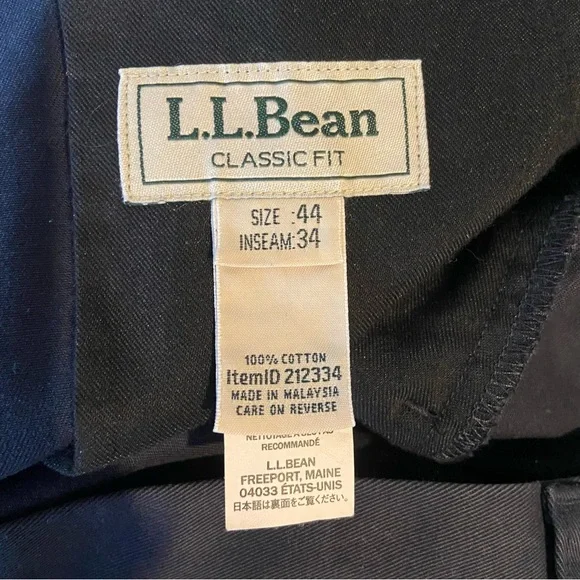 L.L.Bean
CLASSIC FIT
SIZE :44
INSEAM:34
100% COTTON
ItemID 212334
MADE IN MALAYSIA
CARE ON REVERSE
RECOMMANDÉ
L.L.BEAN
FREEPORT, MAINE
04033 ÉTATS-UNIS
日本語は裏面をご覧ください。